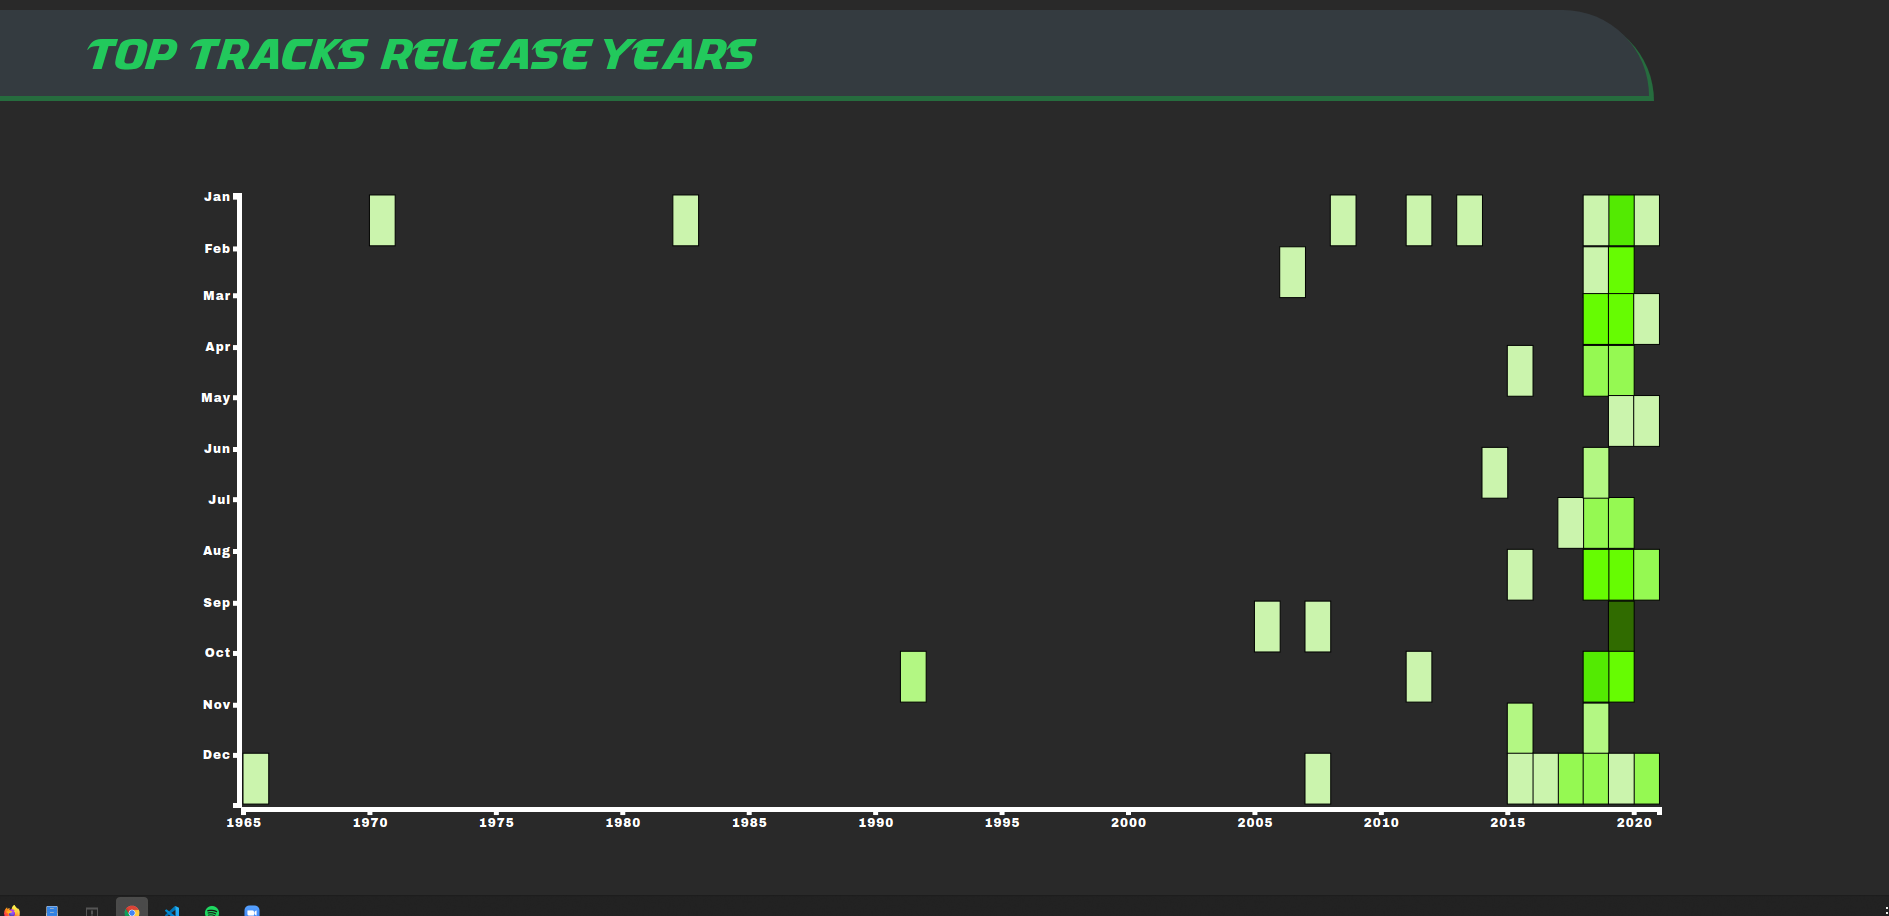 TOP TRACKS RELEASE YEARS
Jan
Feb
Mar
Apr
May
Jun
Jul
Aug
Sep
Oct
Nov
Dec
1965 1970 1975 1980 1985 1990 1995 2000 2005 2010 2015 2020